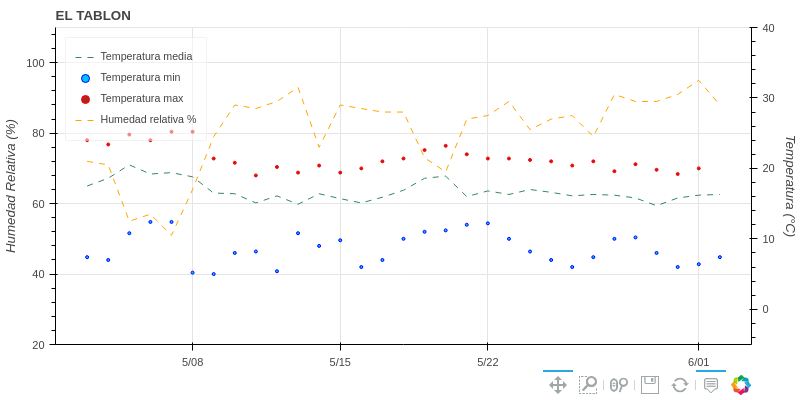 EL TABLON
Temperatura media
Temperatura min
Temperatura max
Humedad relativa %
Humedad Relativa (%)
100
80
60
40
20
40
30
20
10
0
Temperatura (°C)
5/08
5/15
5/22
6/01